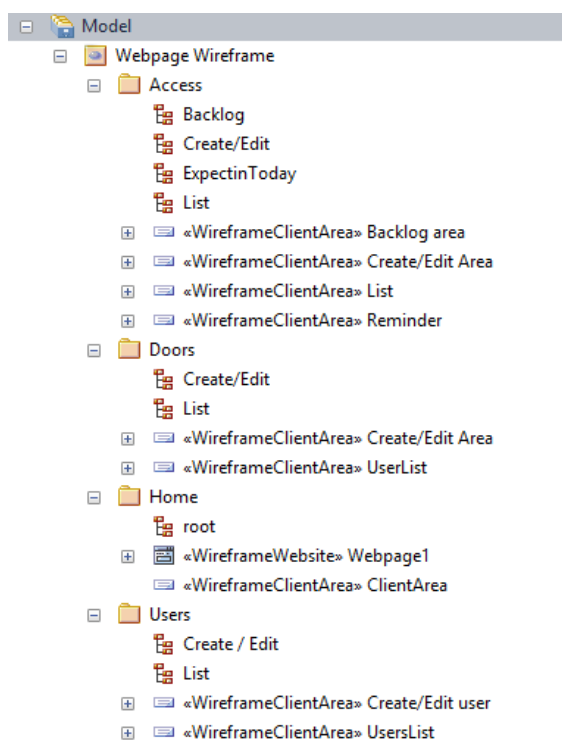 Model
Webpage Wireframe
Access
Backlog
Create/Edit
ExpectinToday
List
«WireframeClientArea» Backlog area
«WireframeClientArea» Create/Edit Area
«WireframeClientArea» List
«WireframeClientArea» Reminder
Doors
Create/Edit
List
«WireframeClientArea» Create/Edit Area
«WireframeClientArea» UserList
Home
root
«WireframeWebsite» Webpage1
«WireframeClientArea» ClientArea
Users
Create / Edit
List
«WireframeClientArea» Create/Edit user
«WireframeClientArea» UsersList